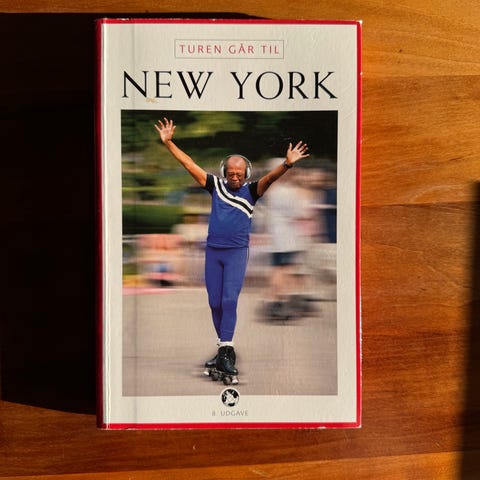 TUREN GÅR TIL
NEW YORK
8. UDGAVE